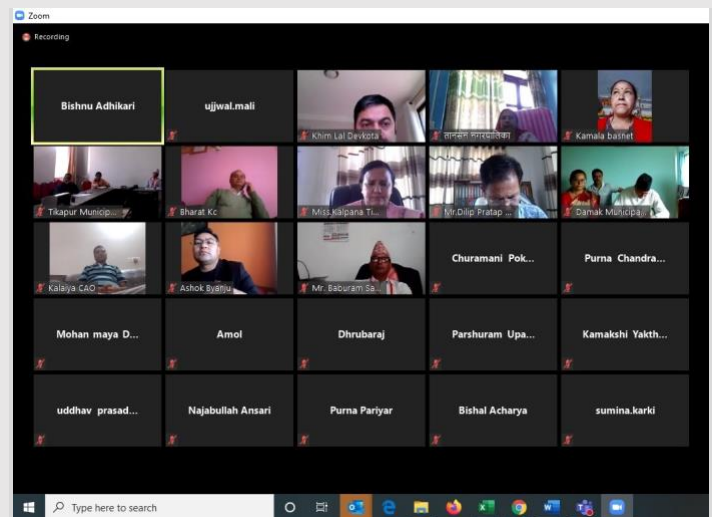 Zoom
Recording
Bishnu Adhikari
ujjwal.mali
Khim Lal Devkota
तानसेन नगरपालिका
Kamala basnet
Tikapur Municip...
Bharat Kc
Miss.Kalpana Ti...
Mr.Dilip Pratap ...
Damak Municipa...
Kalaiya CAO
Ashok Byanju
Mr. Baburam Sa...
Churamani Pok...
Purna Chandra...
Mohan maya D...
Amol
Dhrubaraj
Parshuram Upa...
Kamakshi Yakth...
uddhav prasad...
Najabullah Ansari
Purna Pariyar
Bishal Acharya
sumina.karki
Type here to search